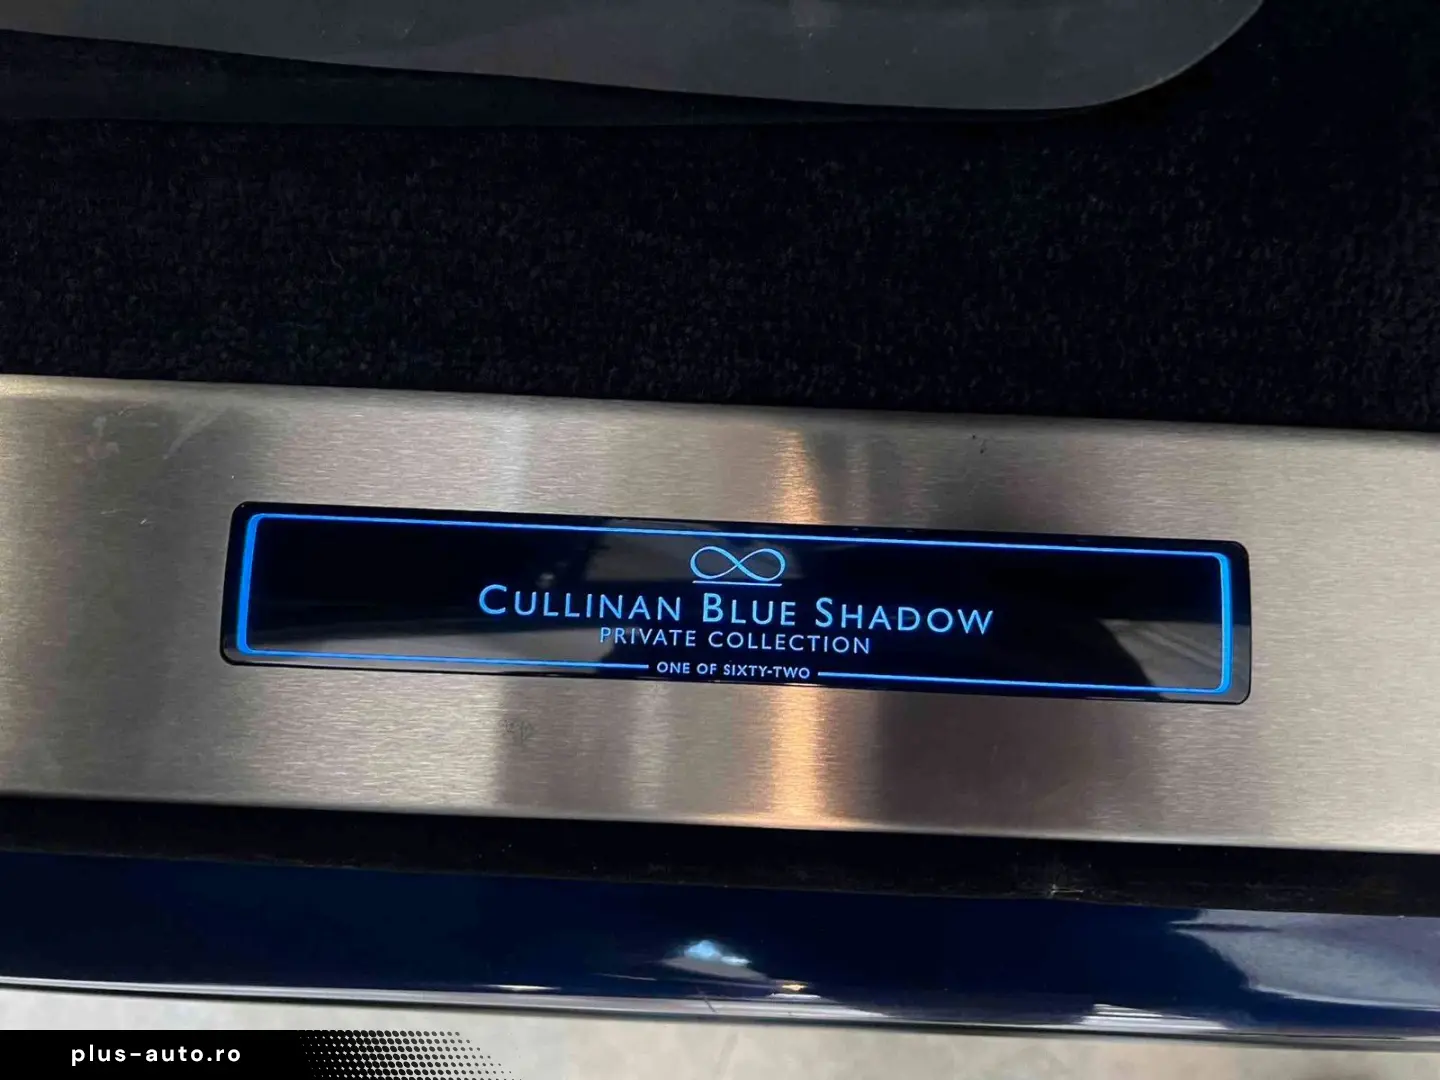 CULLINAN BLUE SHADOW
PRIVATE COLLECTION
ONE OF SIXTY-TWO
plus-auto.ro